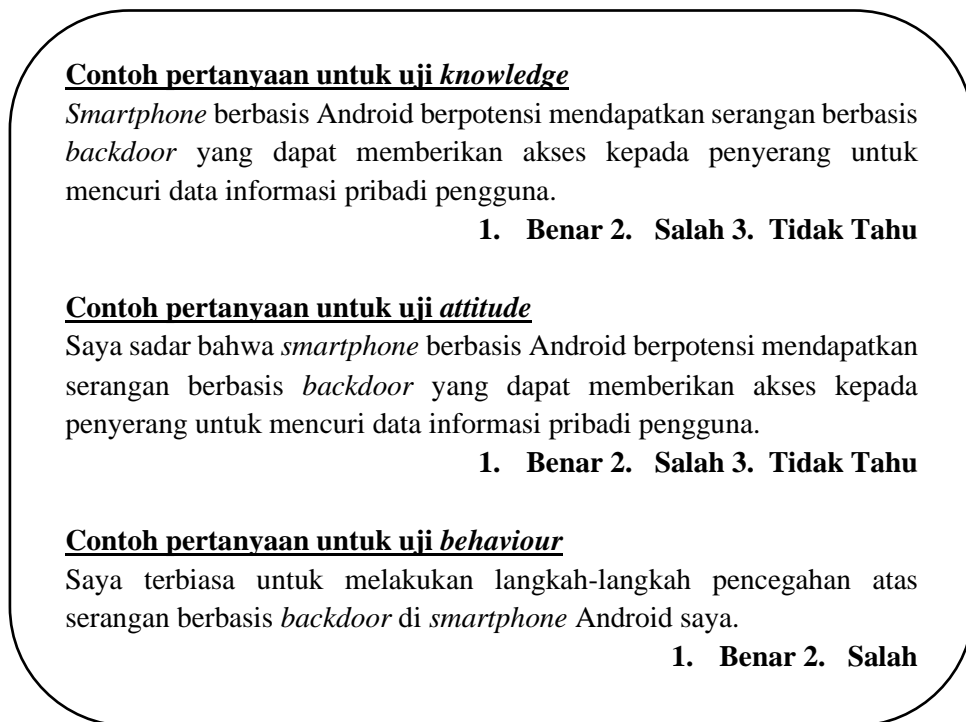 Contoh pertanyaan untuk uji knowledge
Smartphone berbasis Android berpotensi mendapatkan serangan berbasis
backdoor yang dapat memberikan akses kepada penyerang untuk
mencuri data informasi pribadi pengguna.
1. Benar 2. Salah 3. Tidak Tahu
Contoh pertanyaan untuk uji attitude
Saya sadar bahwa smartphone berbasis Android berpotensi mendapatkan
serangan berbasis backdoor yang dapat memberikan akses kepada
penyerang untuk mencuri data informasi pribadi pengguna.
1. Benar 2. Salah 3. Tidak Tahu
Contoh pertanyaan untuk uji behaviour
Saya terbiasa untuk melakukan langkah-langkah pencegahan atas
serangan berbasis backdoor di smartphone Android saya.
1. Benar 2. Salah